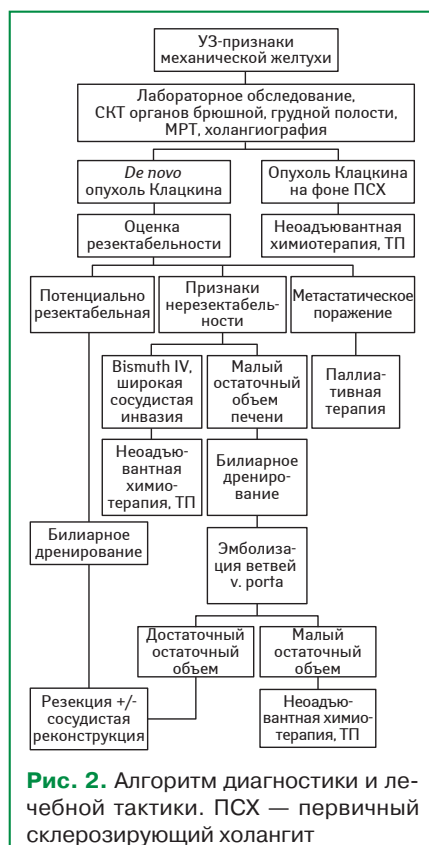 УЗ-признаки
механической желтухи
Лабораторное обследование,
СКТ органов брюшной, грудной полости,
МРТ, холангиография
De novo
опухоль Клацкина
Опухоль Клацкина
на фоне ПСХ
Оценка
резектабельности
Неоадъювантная
химиотерапия, ТП
Потенциально
резектабельная
Признаки
нерезектабель-
ности
Метастатическое
поражение
Bismuth IV,
широкая
сосудистая
инвазия
Малый
остаточный
объем
печени
Паллиа-
тивная
терапия
Неоадъю-
вантная
химио-
терапия, ТП
Билиарное
дрениро-
вание
Билиарное
дренирование
Эмболиза-
ция ветвей
v. porta
Достаточный
остаточный
объем
Малый
остаточный
объем
Резекция +/-
сосудистая
реконструкция
Неоадъю-
вантная химио-
терапия, ТП
Рис. 2. Алгоритм диагностики и ле-
чебной тактики. ПСХ — первичный
склерозирующий холангит